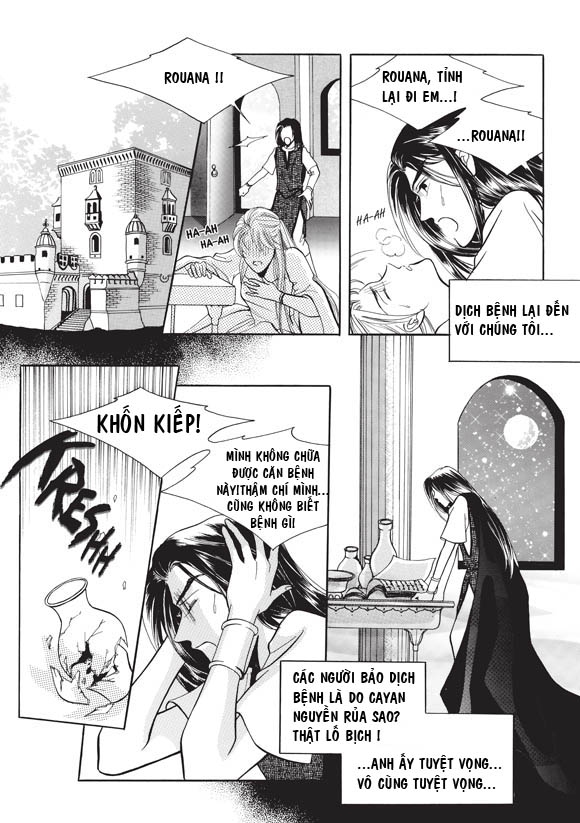 ROUANA !!
HA-AH
HA-AH
ROUANA, TỈNH
LẠI ĐI EM...!
...ROUANA!!
HA-AH
DỊCH BỆNH LẠI ĐẾN
VỚI CHÚNG TÔI...
KRESHH
KHỐN KIẾP!
MÌNH KHÔNG CHỮA
ĐƯỢC CĂN BỆNH
NÀY!THẬM CHÍ MÌNH...
CŨNG KHÔNG BIẾT
BỆNH GÌ!
CÁC NGƯỜI BẢO DỊCH
BỆNH LÀ DO CAYAN
NGUYỀN RỦA SAO?
THẬT LỐ BỊCH !
...ANH ẤY TUYỆT VỌNG...
VÔ CÙNG TUYỆT VỌNG...